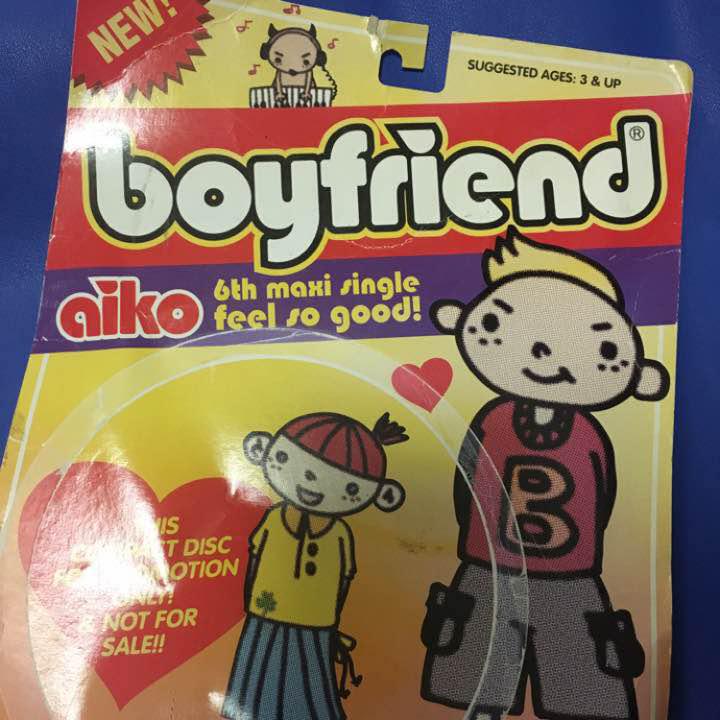 NEW!
SUGGESTED AGES: 3 & UP
boyfriend®
aiko
6th maxi single
feel so good!
B
DISC
NOT FOR
SALE!!